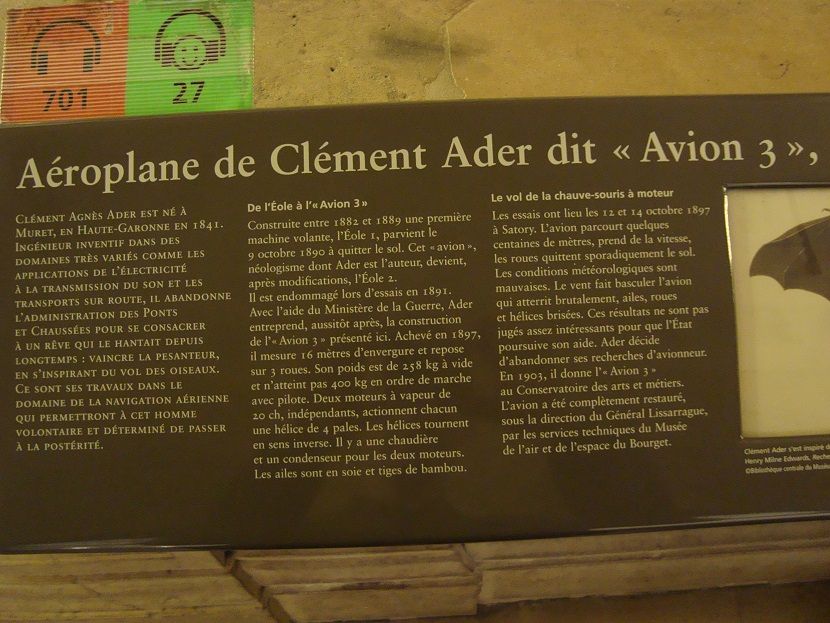 701
27
Aéroplane de Clément Ader dit « Avion 3 »,
Clément Agnès Ader est né à
Muret, en Haute-Garonne en 1841.
Ingénieur inventif dans des
domaines très variés comme les
applications de l'électricité
à la transmission du son et les
transports sur route, il abandonne
l'administration des Ponts
et Chaussées pour se consacrer
à un rêve qui le hantait depuis
longtemps : vaincre la pesanteur,
en s'inspirant du vol des oiseaux.
Ce sont ses travaux dans le
domaine de la navigation aérienne
qui permettront à cet homme
volontaire et déterminé de passer
à la postérité.
De l'Éole à l'« Avion 3 »
Construite entre 1882 et 1889 une première
machine volante, l'Éole 1, parvient le
9 octobre 1890 à quitter le sol. Cet « avion »,
néologisme dont Ader est l'auteur, devient,
après modifications, l'Éole 2.
Il est endommagé lors d'essais en 1891.
Avec l'aide du Ministère de la Guerre, Ader
entreprend, aussitôt après, la construction
de l'« Avion 3 » présenté ici. Achevé en 1897,
il mesure 16 mètres d'envergure et repose
sur 3 roues. Son poids est de 258 kg à vide
et n'atteint pas 400 kg en ordre de marche
avec pilote. Deux moteurs à vapeur de
20 ch, indépendants, actionnent chacun
une hélice de 4 pales. Les hélices tournent
en sens inverse. Il y a une chaudière
et un condenseur pour les deux moteurs.
Les ailes sont en soie et tiges de bambou.
Le vol de la chauve-souris à moteur
Les essais ont lieu les 12 et 14 octobre 1897
à Satory. L'avion parcourt quelques
centaines de mètres, prend de la vitesse,
les roues quittent sporadiquement le sol.
Les conditions météorologiques sont
mauvaises. Le vent fait basculer l'avion
qui atterrit brutalement, ailes, roues
et hélices brisées. Ces résultats ne sont pas
jugés assez intéressants pour que l'État
poursuive son aide. Ader décide
d'abandonner ses recherches d'avionneur.
En 1903, il donne l'« Avion 3 »
au Conservatoire des arts et métiers.
L'avion a été complètement restauré,
sous la direction du Général Lissarrague,
par les services techniques du Musée
de l'air et de l'espace du Bourget.
Clément Ader s'est inspiré d
Henry Milne Edwards, Reche
©Bibliothèque centrale du Musé